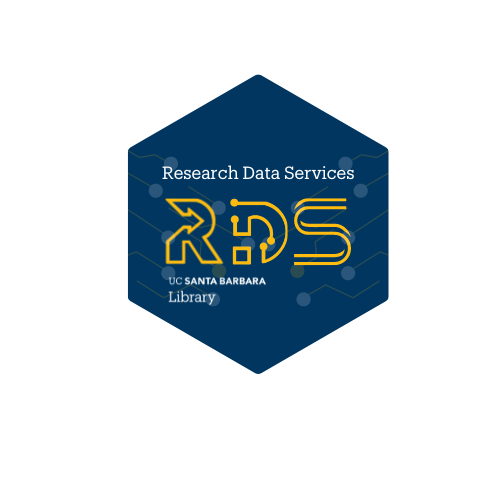 Research Data Services
RDS
UC SANTA BARBARA
Library